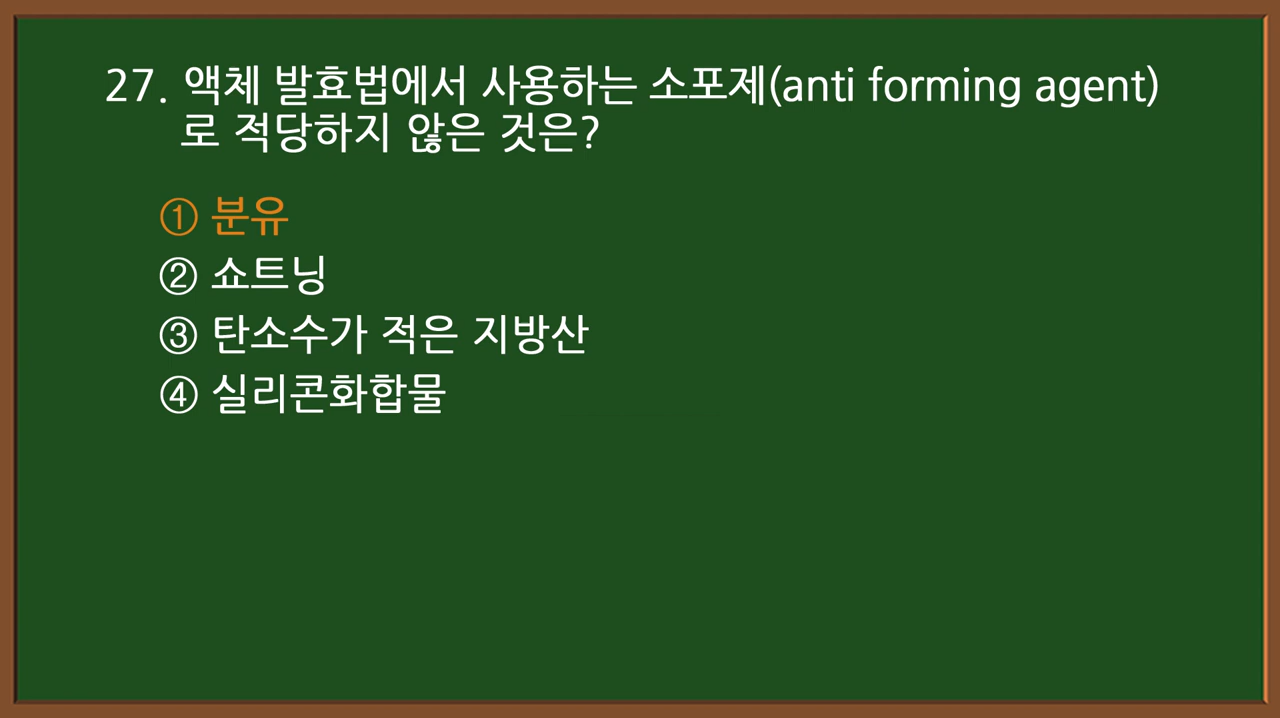 27. 액체 발효법에서 사용하는 소포제(anti forming agent)
로 적당하지 않은 것은?
① 분유
② 쇼트닝
③ 탄소수가 적은 지방산
④ 실리콘화합물